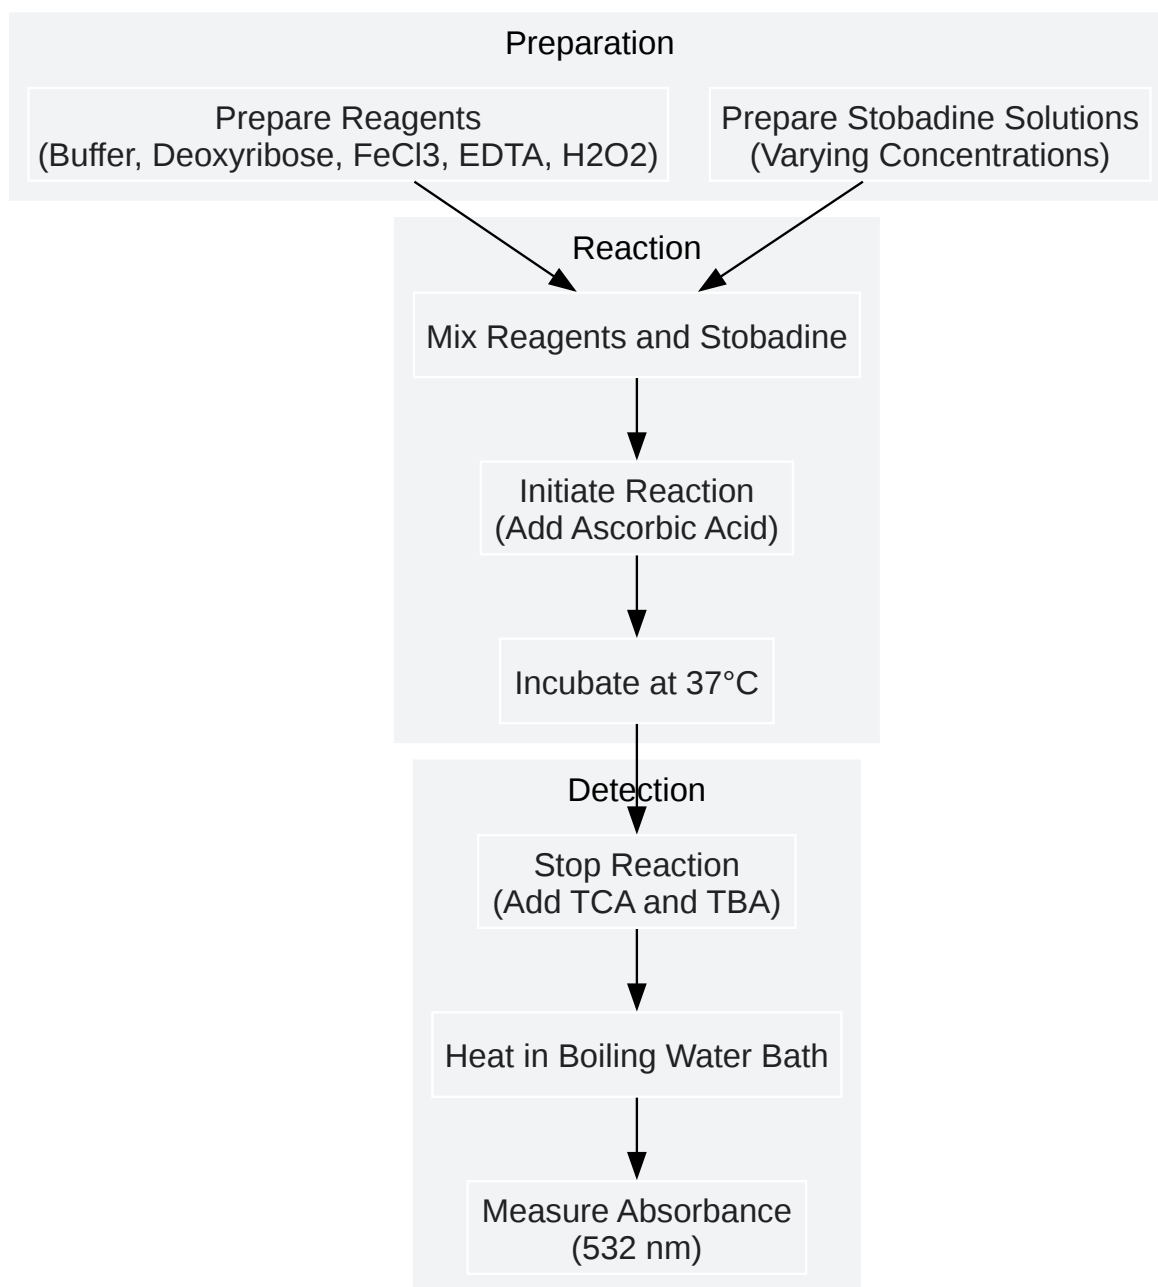 Preparation
Prepare Reagents
(Buffer, Deoxyribose, FeCl3, EDTA, H2O2)
Prepare Stobadine Solutions
(Varying Concentrations)
Reaction
Mix Reagents and Stobadine
Initiate Reaction
(Add Ascorbic Acid)
Incubate at 37°C
Detection
Stop Reaction
(Add TCA and TBA)
Heat in Boiling Water Bath
Measure Absorbance
(532 nm)